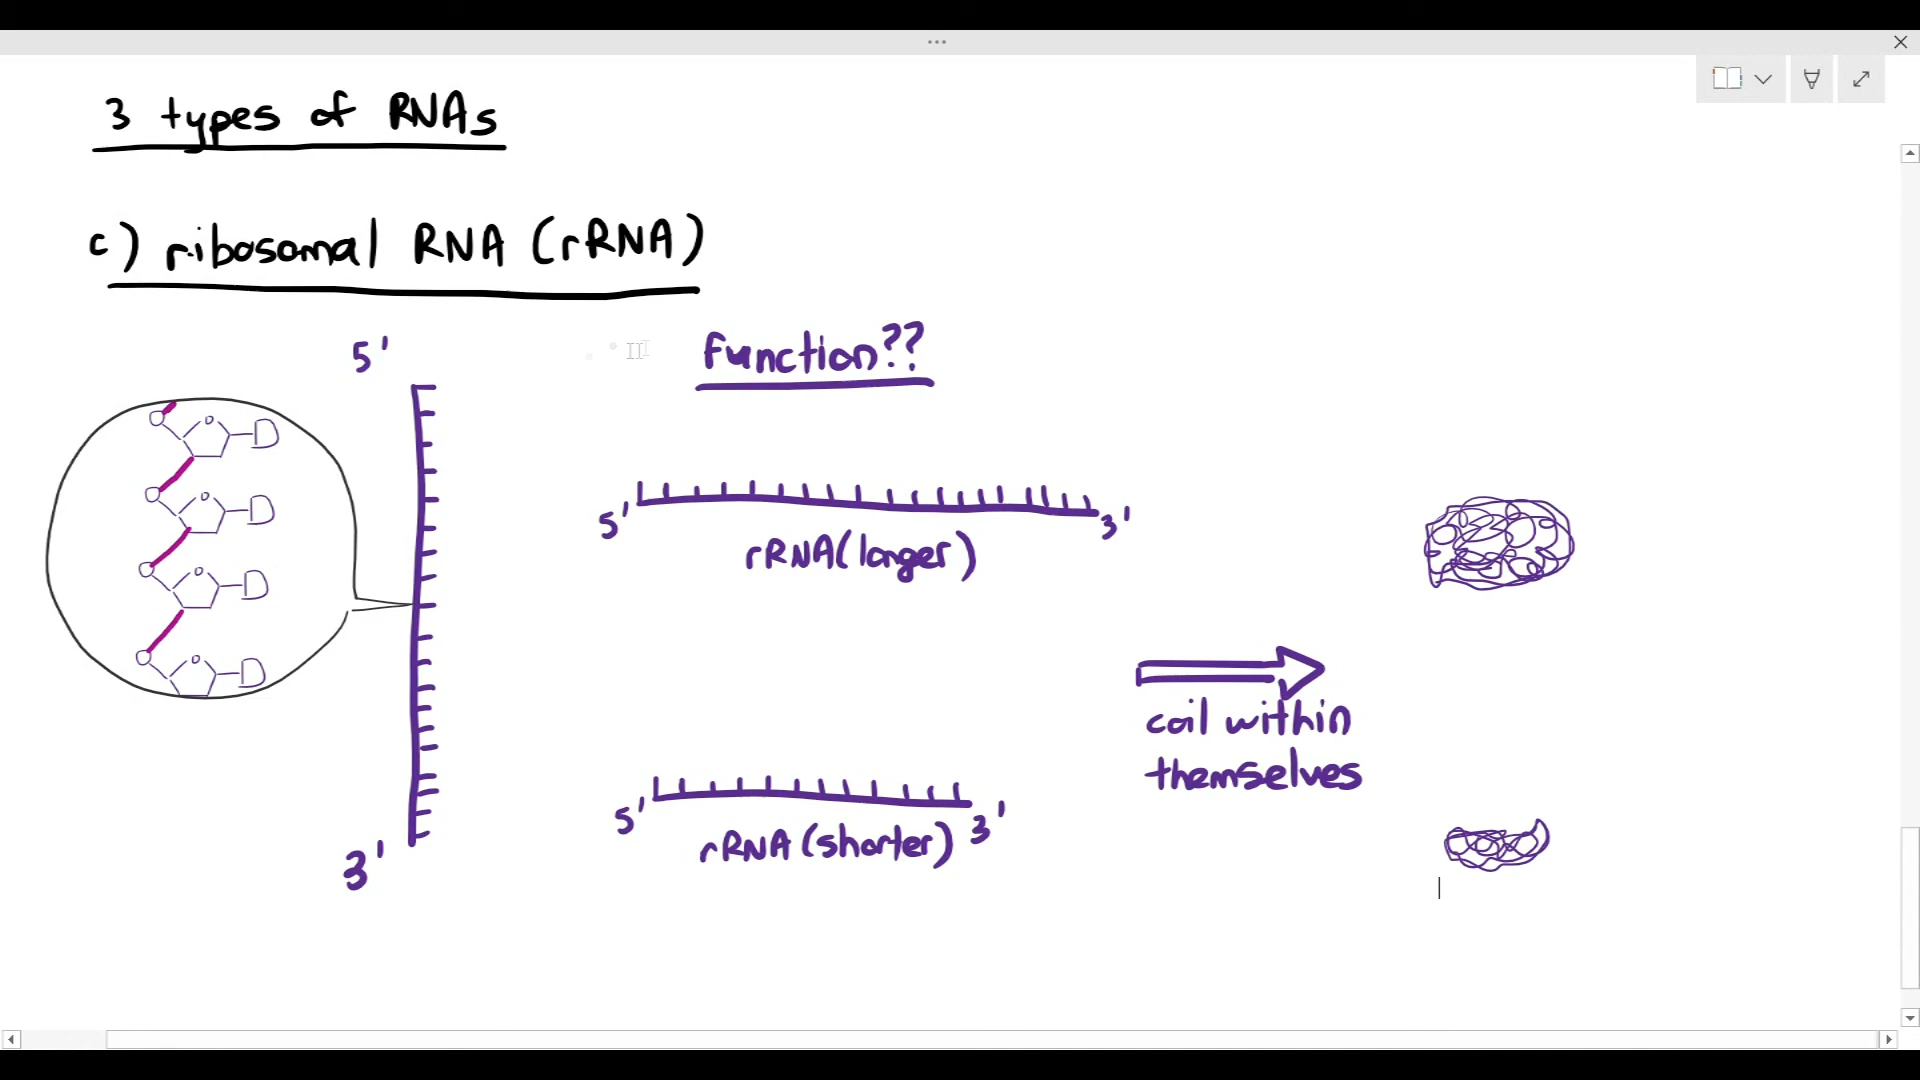 3 types of RNAs
c) ribosomal RNA (rRNA)
5'
Function??
5'
3'
rRNA (longer)
coil within
themselves
5'
3'
rRNA (shorter)
3'